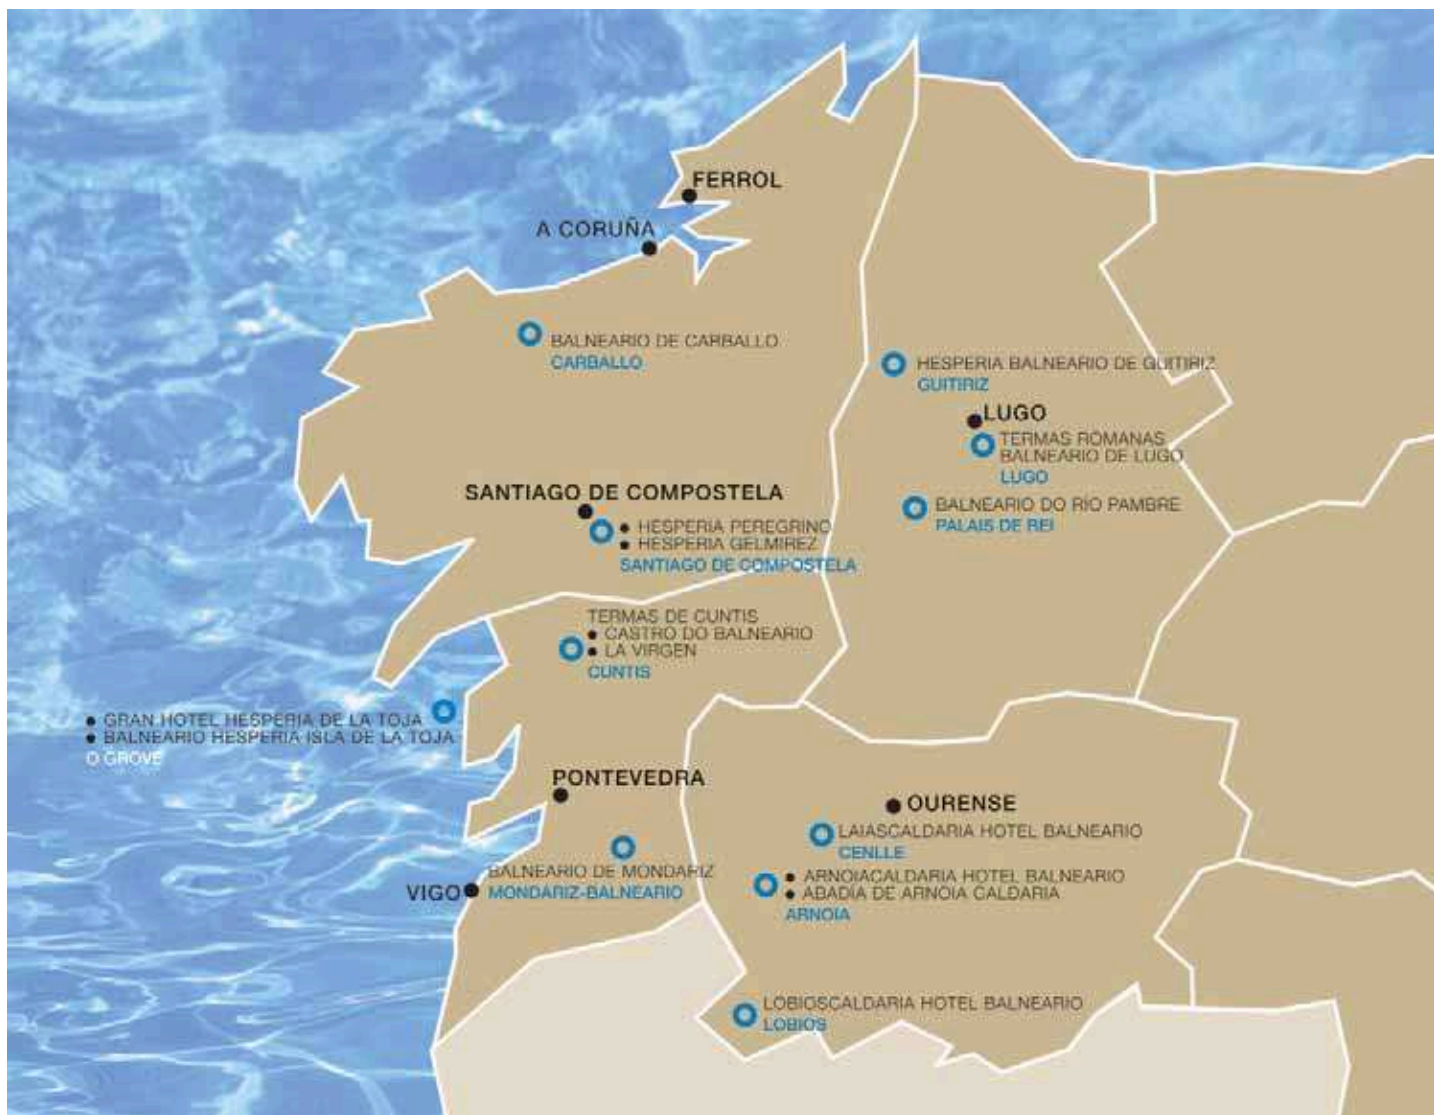 FERROL
A CORUÑA
BALNEARIO DE CARBALLO
CARBALLO
HESPERIA BALNEARIO DE GUITIRIZ
GUITIRIZ
LUGO
TERMAS ROMANAS
BALNEARIO DE LUGO
LUGO
SANTIAGO DE COMPOSTELA
• HESPERIA PEREGRINO
• HESPERIA GELMIREZ
SANTIAGO DE COMPOSTELA
BALNEARIO DO RÍO PAMBRE
PALAIS DE REI
TERMAS DE CUNTIS
• CASTRO DO BALNEARIO
• LA VIRGEN
CUNTIS
• GRAN HOTEL HESPERIA DE LA TOJA
• BALNEARIO HESPERIA ISLA DE LA TOJA
O GROVE
PONTEVEDRA
OURENSE
LAIASCALDARIA HOTEL BALNEARIO
CENLLE
BALNEARIO DE MONDARIZ
MONDARIZ-BALNEARIO
VIGO
• ARNOIACALDARIA HOTEL BALNEARIO
• ABADÍA DE ARNOIA CALDARIA
ARNOIA
LOBIOSCALDARIA HOTEL BALNEARIO
LOBIOS